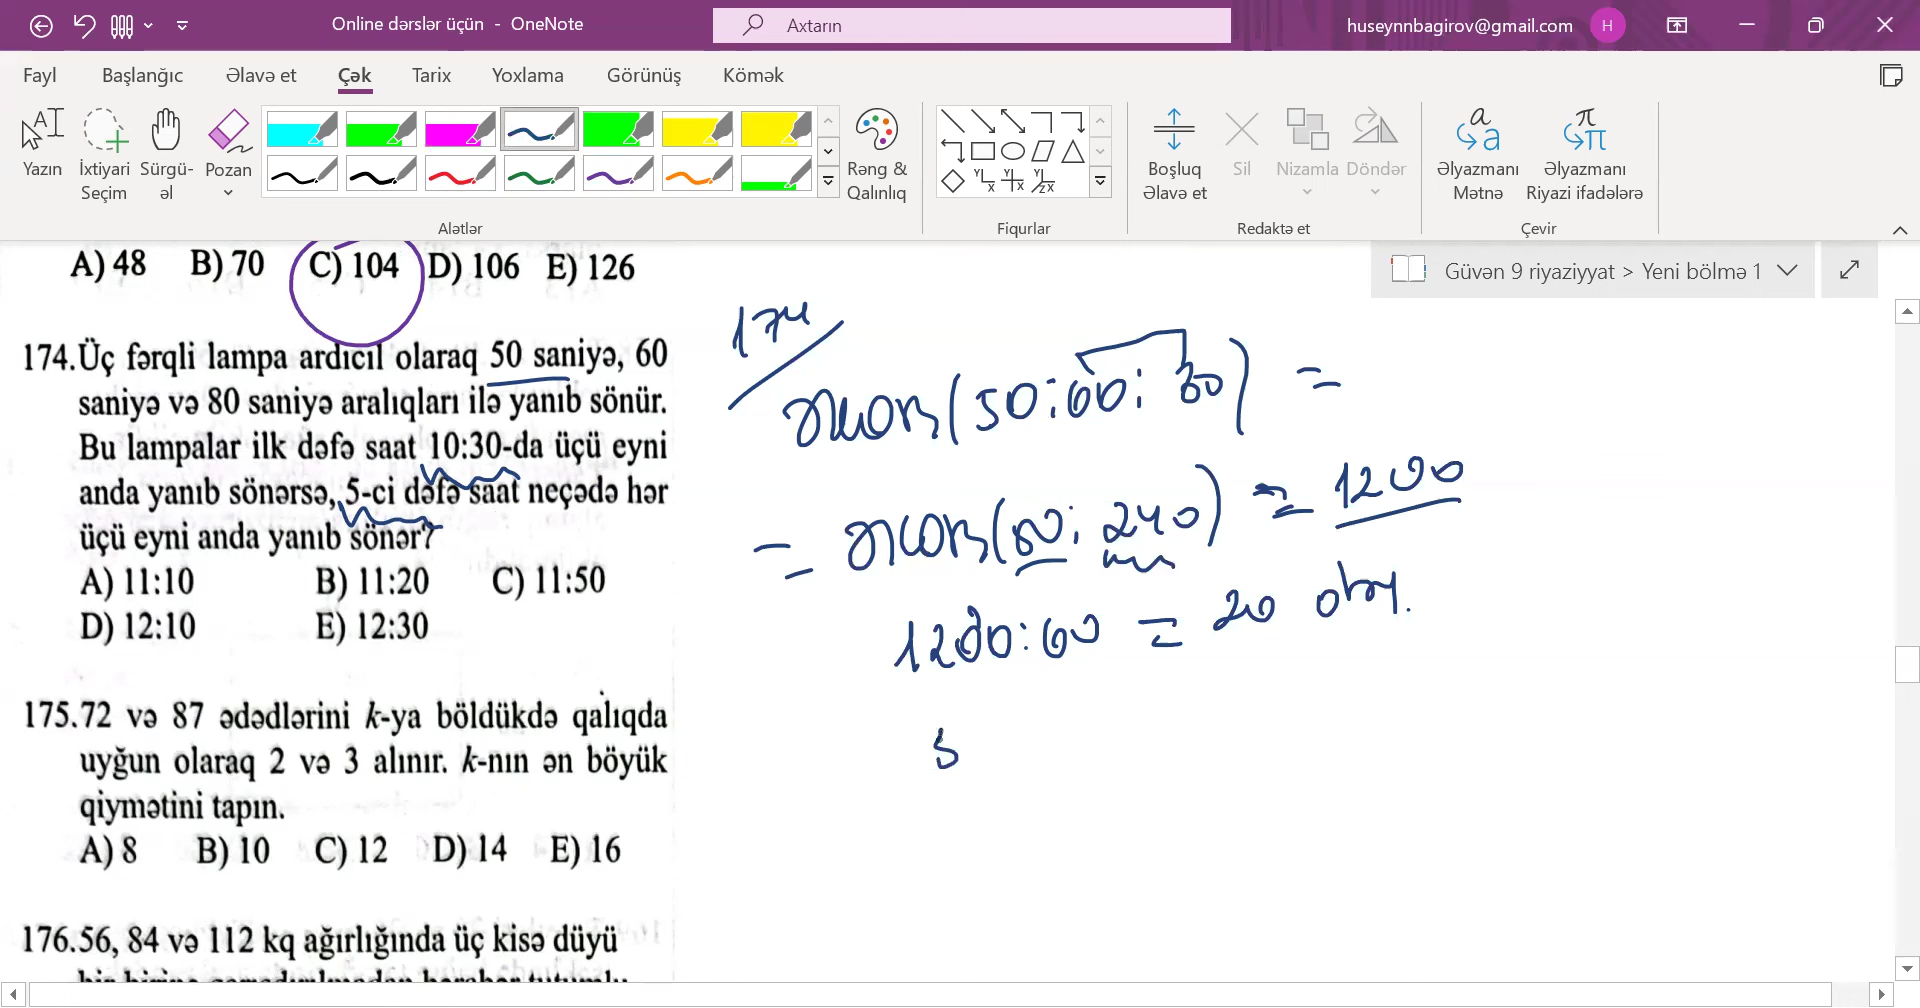 Online dərslər üçün - OneNote
Axtarın
huseynnbagirov@gmail.com
H
Fayl Başlanğıc Əlavə et Çək Tarix Yoxlama Görünüş Kömək
Yazın
İxtiyari Seçim
Sürgü-əl
Pozan
Rəng & Qalınlıq
Boşluq Əlavə et
Sil
Nizamla
Döndər
Əlyazmanı Mətnə
Əlyazmanı Riyazi ifadələrə
Alətlər Fiqurlar Redaktə et Çevir
Güvən 9 riyaziyyat > Yeni bölmə 1
A) 48 B) 70 C) 104 D) 106 E) 126
174. Üç fərqli lampa ardıcıl olaraq 50 saniyə, 60
saniyə və 80 saniyə aralıqları ilə yanıb sönür.
Bu lampalar ilk dəfə saat 10:30-da üçü eyni
anda yanıb sönərsə, 5-ci dəfə saat neçədə hər
üçü eyni anda yanıb sönər?
A) 11:10 B) 11:20 C) 11:50
D) 12:10 E) 12:30
175. 72 və 87 ədədlərini k-ya böldükdə qalıqda
uyğun olaraq 2 və 3 alınır. k-nın ən böyük
qiymətini tapın.
A) 8 B) 10 C) 12 D) 14 E) 16
176. 56, 84 və 112 kq ağırlığında üç kisə düyü
174
(50; 60; 80) =
= 240) = 1200
1200:60 = 20
5